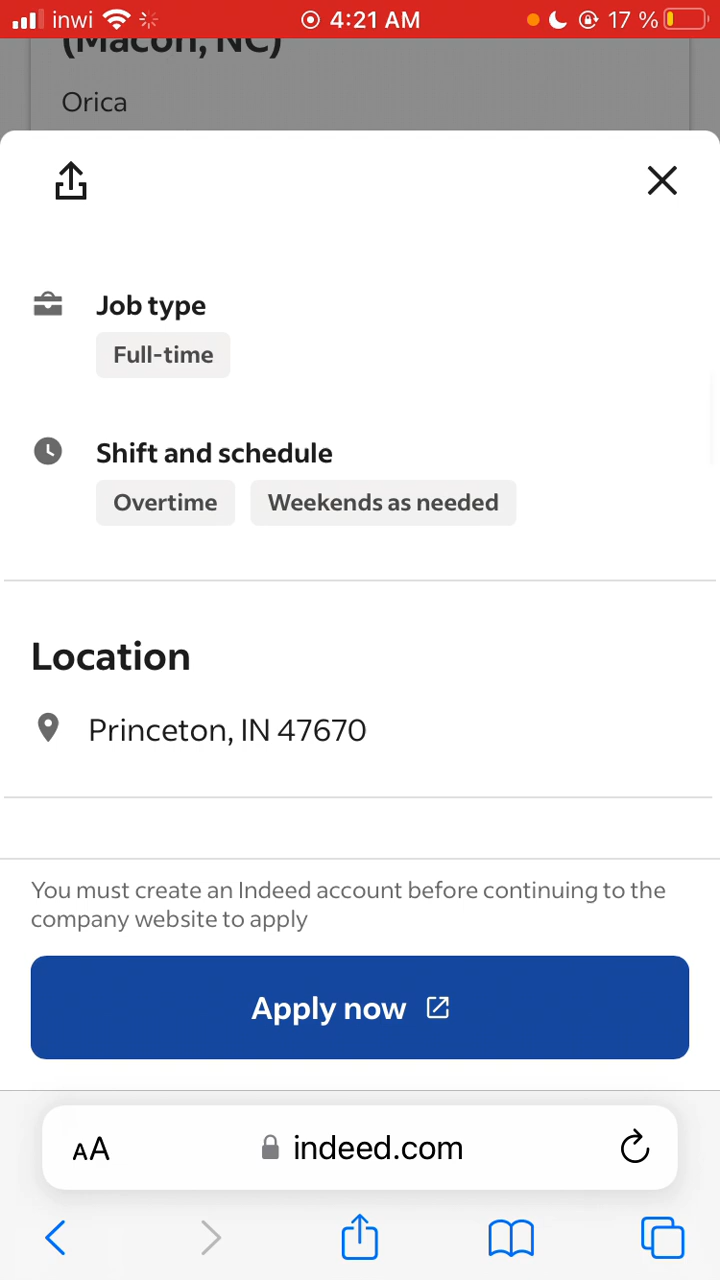 inwi 4:21 AM 17 %
(Macon, NC)
Orica
Job type
Full-time
Shift and schedule
Overtime Weekends as needed
Location
Princeton, IN 47670
You must create an Indeed account before continuing to the
company website to apply
Apply now
AA indeed.com